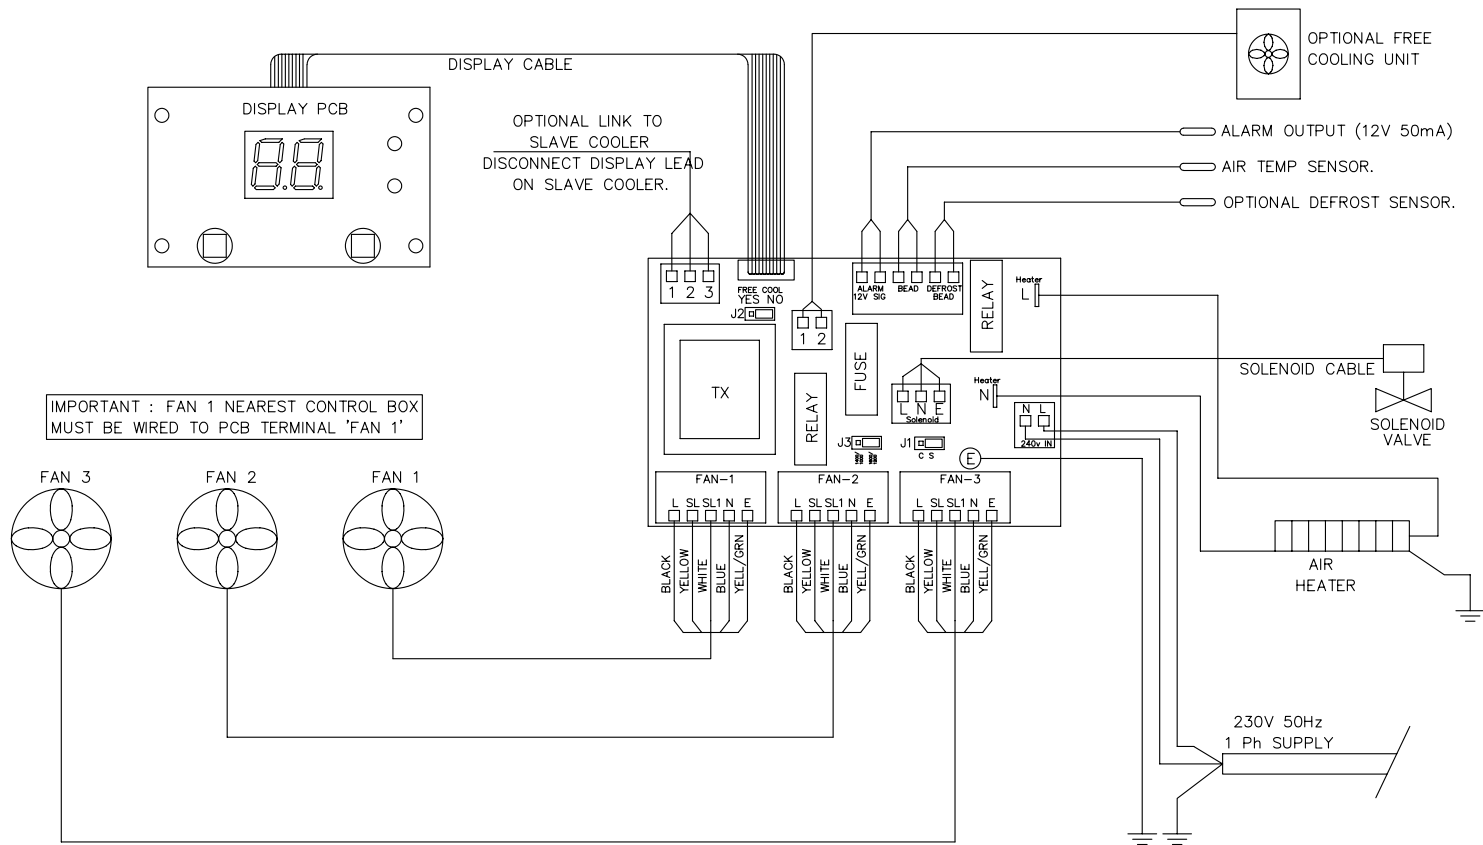 OPTIONAL FREE
COOLING UNIT
DISPLAY CABLE
DISPLAY PCB
OPTIONAL LINK TO
SLAVE COOLER
DISCONNECT DISPLAY LEAD
ON SLAVE COOLER.
ALARM OUTPUT (12V 50mA)
AIR TEMP SENSOR.
OPTIONAL DEFROST SENSOR.
1 2 3
FREE COOL
YES NO
J2
1 2
ALARM
12V SIG
BEAD
DEFROST
BEAD
RELAY
Heater
L
TX
FUSE
RELAY
L N E
Solenoid
Heater
N
N L
240v IN
SOLENOID CABLE
SOLENOID
VALVE
J3
J1
C S
E
IMPORTANT : FAN 1 NEAREST CONTROL BOX
MUST BE WIRED TO PCB TERMINAL 'FAN 1'
FAN 3
FAN 2
FAN 1
FAN-1
L SL SL1 N E
FAN-2
L SL SL1 N E
FAN-3
L SL SL1 N E
BLACK
YELLOW
WHITE
BLUE
YELL/GRN
BLACK
YELLOW
WHITE
BLUE
YELL/GRN
BLACK
YELLOW
WHITE
BLUE
YELL/GRN
AIR
HEATER
230V 50Hz
1 Ph SUPPLY